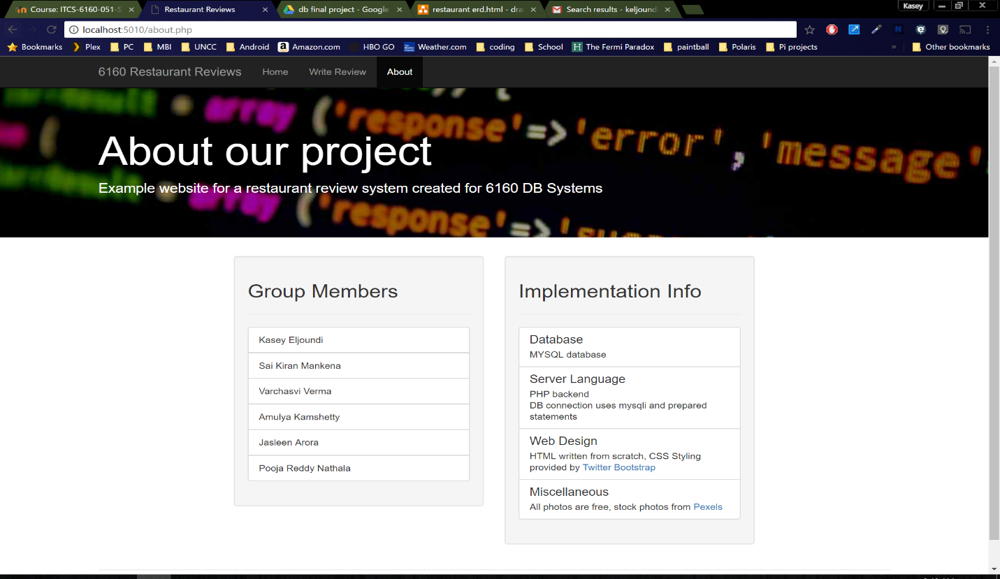 Course: ITCS-6160-051-S
Restaurant Reviews
db final project - Google
restaurant erd.html - dra
Search results - keljound
Kasey
localhost:5010/about.php
Bookmarks
Plex
PC
MBI
UNCC
Android
Amazon.com
HBO GO
Weather.com
coding
School
The Fermi Paradox
paintball
Polaris
Pi projects
»
Other bookmarks
6160 Restaurant Reviews
Home
Write Review
About
array ('response'=>'error', 'message'
About our project
Example website for a restaurant review system created for 6160 DB Systems
array ('response'=>
Group Members
Kasey Eljoundi
Sai Kiran Mankena
Varchasvi Verma
Amulya Kamshetty
Jasleen Arora
Pooja Reddy Nathala
Implementation Info
Database
MYSQL database
Server Language
PHP backend
DB connection uses mysqli and prepared
statements
Web Design
HTML written from scratch, CSS Styling
provided by Twitter Bootstrap
Miscellaneous
All photos are free, stock photos from Pexels